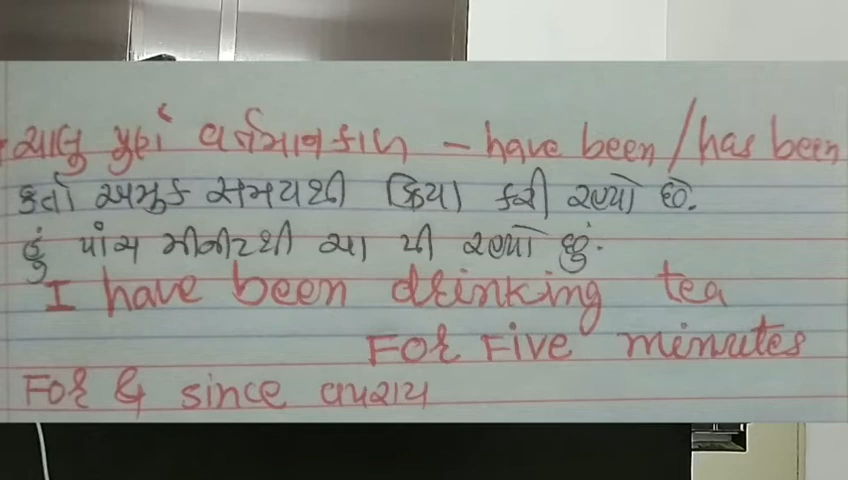 ચાલુ પુર્ણ વર્તમાનકાળ - have been/has been
કર્તા અમુક સમયથી ક્રિયા કરી રહ્યો છે.
હું પાંચ મીનીટથી ચા પી રહ્યો છું.
I have been drinking tea
For Five minutes
For & since વપરાય